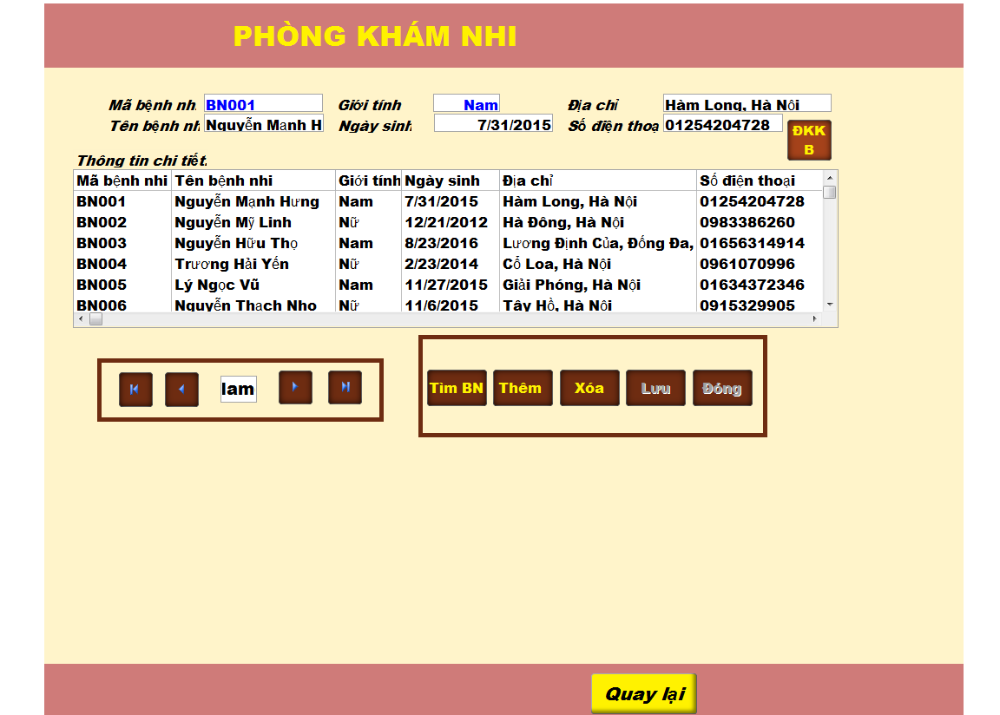 PHÒNG KHÁM NHI
Mã bệnh nh BN001 Giới tính Nam Địa chỉ Hàm Long, Hà Nội
Tên bệnh nh Nguyễn Mạnh H Ngày sinh 7/31/2015 Số điện thoạ 01254204728
ĐKK
B
Thông tin chi tiết
Mã bệnh nhi Tên bệnh nhi Giới tính Ngày sinh Địa chỉ Số điện thoại
BN001 Nguyễn Mạnh Hưng Nam 7/31/2015 Hàm Long, Hà Nội 01254204728
BN002 Nguyễn Mỹ Linh Nữ 12/21/2012 Hà Đông, Hà Nội 0983386260
BN003 Nguyễn Hữu Thọ Nam 8/23/2016 Lương Định Của, Đống Đa, 01656314914
BN004 Trương Hải Yến Nữ 2/23/2014 Cổ Loa, Hà Nội 0961070996
BN005 Lý Ngọc Vũ Nam 11/27/2015 Giải Phóng, Hà Nội 01634372346
BN006 Nguyễn Thạch Nho Nữ 11/6/2015 Tây Hồ, Hà Nội 0915329905
lam
Tìm BN Thêm Xóa Lưu Đóng
Quay lại